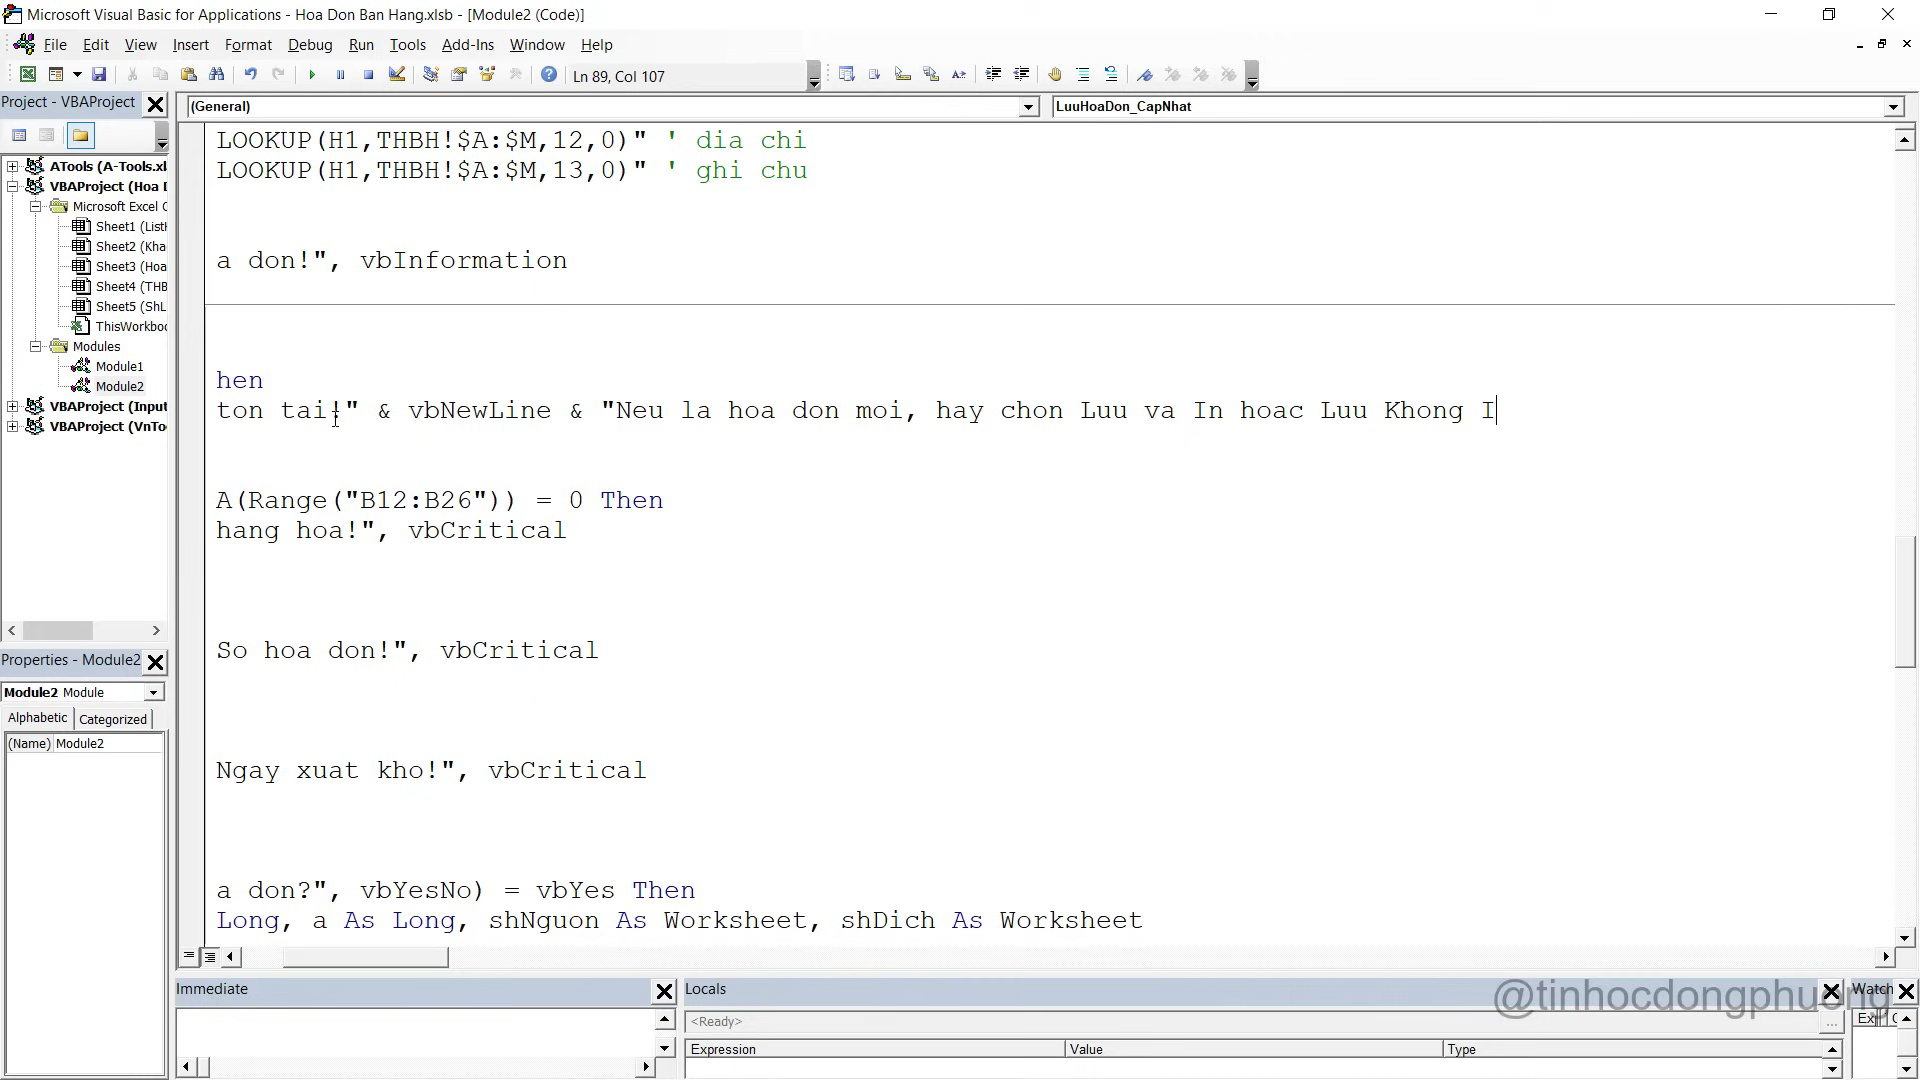 Microsoft Visual Basic for Applications - Hoa Don Ban Hang.xlsb - [Module2 (Code)]
File Edit View Insert Format Debug Run Tools Add-Ins Window Help
Ln 89, Col 107
Project - VBAProject
(General)
LuuHoaDon_CapNhat
ATools (A-Tools.xl
VBAProject (Hoa D
Microsoft Excel O
Sheet1 (ListH
Sheet2 (Kha
Sheet3 (Hoa
Sheet4 (THB
Sheet5 (ShL
ThisWorkboo
Modules
Module1
Module2
VBAProject (Input
VBAProject (VnTo
LOOKUP(H1,THBH!$A:$M,12,0)" ' dia chi
LOOKUP(H1,THBH!$A:$M,13,0)" ' ghi chu
a don!", vbInformation
hen
ton tai!" & vbNewLine & "Neu la hoa don moi, hay chon Luu va In hoac Luu Khong I
A(Range("B12:B26")) = 0 Then
hang hoa!", vbCritical
So hoa don!", vbCritical
Ngay xuat kho!", vbCritical
a don?", vbYesNo) = vbYes Then
Long, a As Long, shNguon As Worksheet, shDich As Worksheet
Properties - Module2
Module2 Module
Alphabetic Categorized
(Name) Module2
Immediate
Locals
Watch
<Ready>
...
Expression Value Type
Ex
@tinhocdongphuong